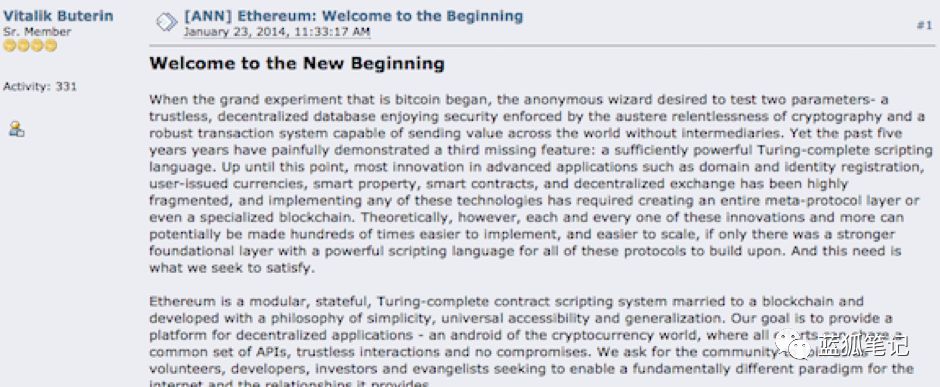 Vitalik Buterin
Sr. Member
Activity: 331
[ANN] Ethereum: Welcome to the Beginning
January 23, 2014, 11:33:17 AM
#1
Welcome to the New Beginning
When the grand experiment that is bitcoin began, the anonymous wizard desired to test two parameters- a
trustless, decentralized database enjoying security enforced by the austere relentlessness of cryptography and a
robust transaction system capable of sending value across the world without intermediaries. Yet the past five
years years have painfully demonstrated a third missing feature: a sufficiently powerful Turing-complete scripting
language. Up until this point, most innovation in advanced applications such as domain and identity registration,
user-issued currencies, smart property, smart contracts, and decentralized exchange has been highly
fragmented, and implementing any of these technologies has required creating an entire meta-protocol layer or
even a specialized blockchain. Theoretically, however, each and every one of these innovations and more can
potentially be made hundreds of times easier to implement, and easier to scale, if only there was a stronger
foundational layer with a powerful scripting language for all of these protocols to build upon. And this need is
what we seek to satisfy.
Ethereum is a modular, stateful, Turing-complete contract scripting system married to a blockchain and
developed with a philosophy of simplicity, universal accessibility and generalization. Our goal is to provide a
platform for decentralized applications - an android of the cryptocurrency world, where all
common set of APIs, trustless interactions and no compromises. We ask for the community
volunteers, developers, investors and evangelists seeking to enable a fundamentally different paradigm for the
internet and the relationships it provides
蓝狐笔记